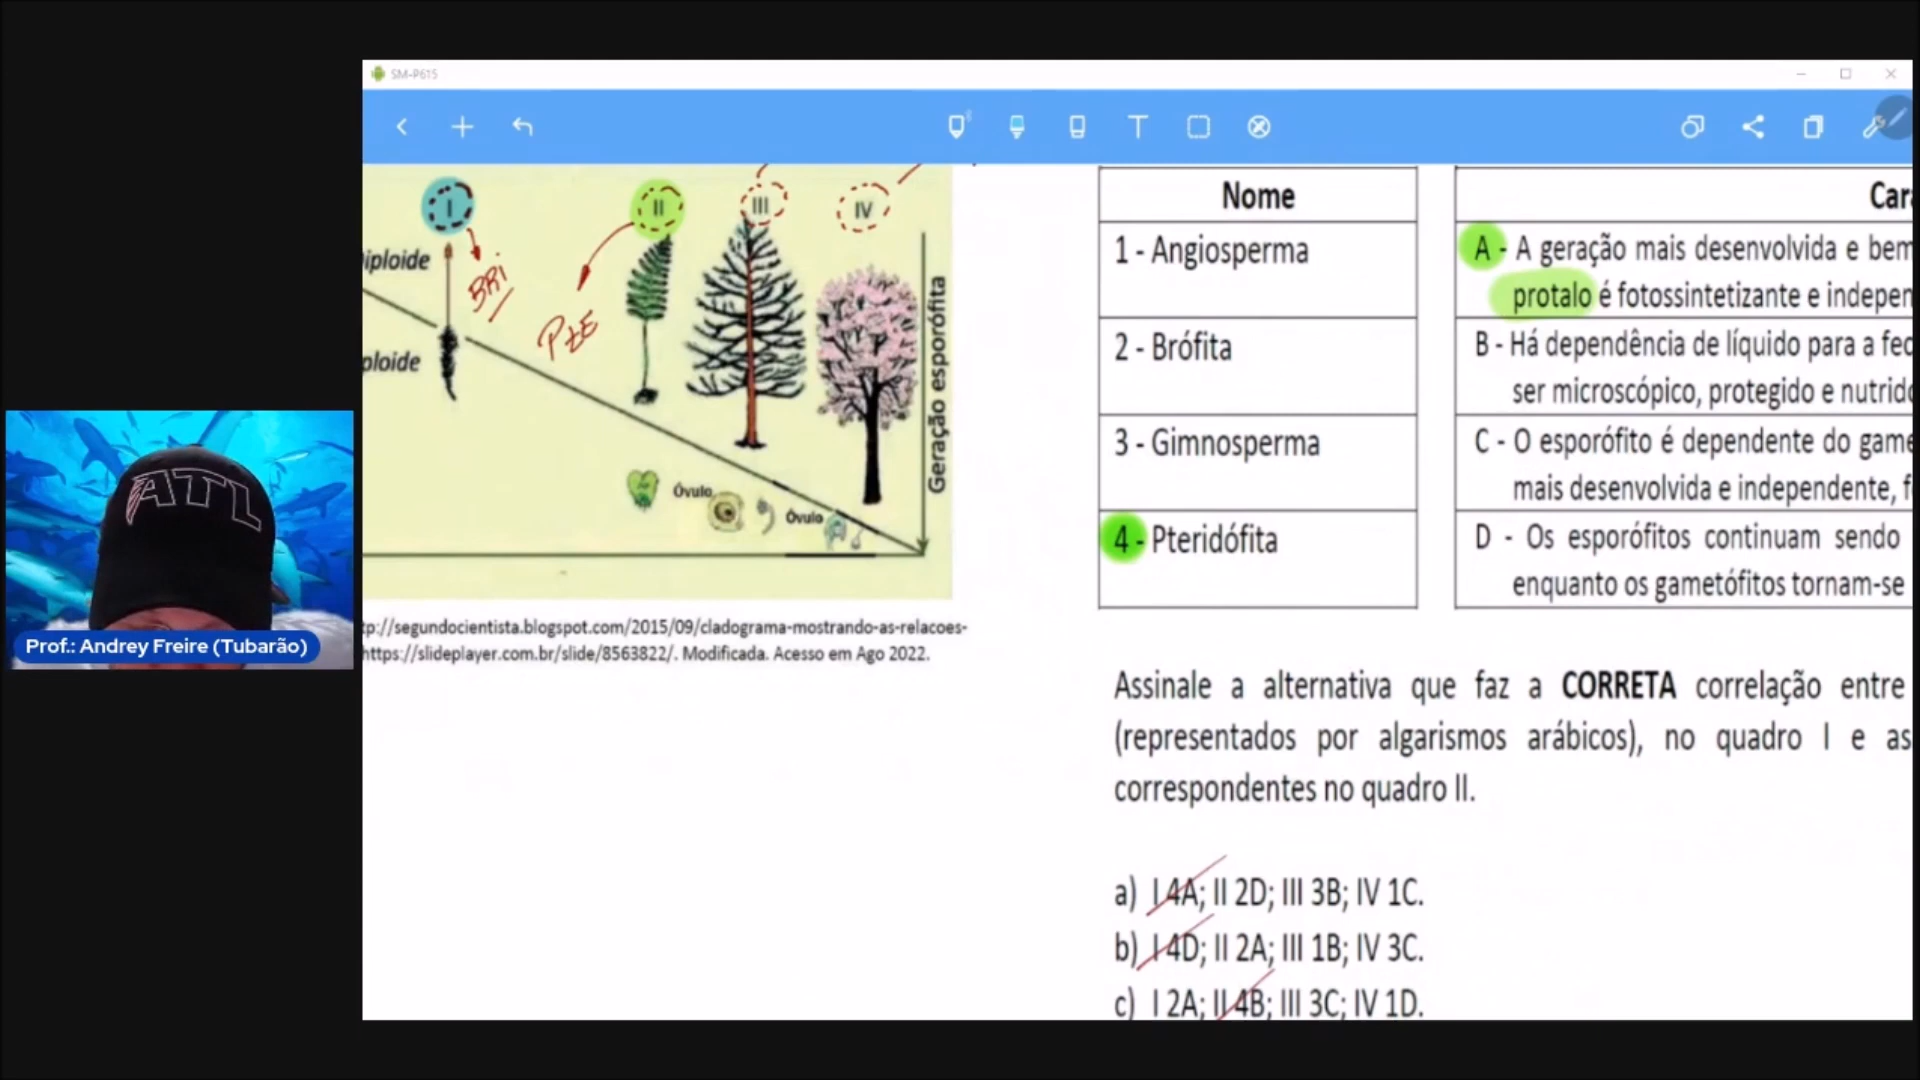 SM-P615
I
II
III
IV
iploide
BRi
PtE
ploide
Geração esporófita
Óvulo
Óvulo
tp://segundocientista.blogspot.com/2015/09/cladograma-mostrando-as-relacoes-
https://slideplayer.com.br/slide/8563822/. Modificada. Acesso em Ago 2022.
Nome
1 - Angiosperma
2 - Brófita
3 - Gimnosperma
4 - Pteridófita
Cara
A - A geração mais desenvolvida e bem
protalo é fotossintetizante e indepen
B - Há dependência de líquido para a fec
ser microscópico, protegido e nutrido
C - O esporófito é dependente do game
mais desenvolvida e independente, f
D - Os esporófitos continuam sendo
enquanto os gametófitos tornam-se
Assinale a alternativa que faz a CORRETA correlação entre
(representados por algarismos arábicos), no quadro I e as
correspondentes no quadro II.
a) I 4A; II 2D; III 3B; IV 1C.
b) I 4D; II 2A; III 1B; IV 3C.
c) I 2A; II 4B; III 3C; IV 1D.
ATL
Prof.: Andrey Freire (Tubarão)